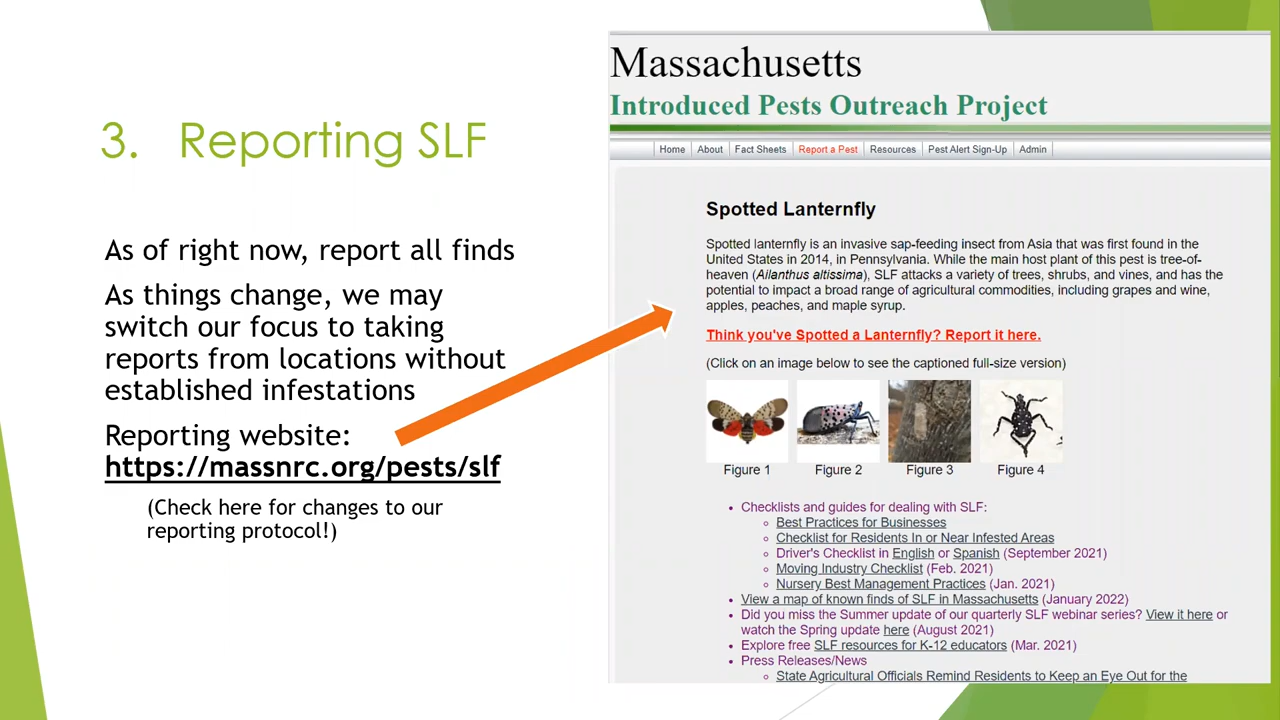 3. Reporting SLF
As of right now, report all finds
As things change, we may
switch our focus to taking
reports from locations without
established infestations
Reporting website:
https://massnrc.org/pests/slf
(Check here for changes to our
reporting protocol!)
Massachusetts
Introduced Pests Outreach Project
Home | About | Fact Sheets | Report a Pest | Resources | Pest Alert Sign-Up | Admin
Spotted Lanternfly
Spotted lanternfly is an invasive sap-feeding insect from Asia that was first found in the
United States in 2014, in Pennsylvania. While the main host plant of this pest is tree-of-
heaven (Ailanthus altissima), SLF attacks a variety of trees, shrubs, and vines, and has the
potential to impact a broad range of agricultural commodities, including grapes and wine,
apples, peaches, and maple syrup.
Think you've Spotted a Lanternfly? Report it here.
(Click on an image below to see the captioned full-size version)
Figure 1 Figure 2 Figure 3 Figure 4
• Checklists and guides for dealing with SLF:
◦ Best Practices for Businesses
◦ Checklist for Residents In or Near Infested Areas
◦ Driver's Checklist in English or Spanish (September 2021)
◦ Moving Industry Checklist (Feb. 2021)
◦ Nursery Best Management Practices (Jan. 2021)
• View a map of known finds of SLF in Massachusetts (January 2022)
• Did you miss the Summer update of our quarterly SLF webinar series? View it here or
watch the Spring update here (August 2021)
• Explore free SLF resources for K-12 educators (Mar. 2021)
• Press Releases/News
◦ State Agricultural Officials Remind Residents to Keep an Eye Out for the